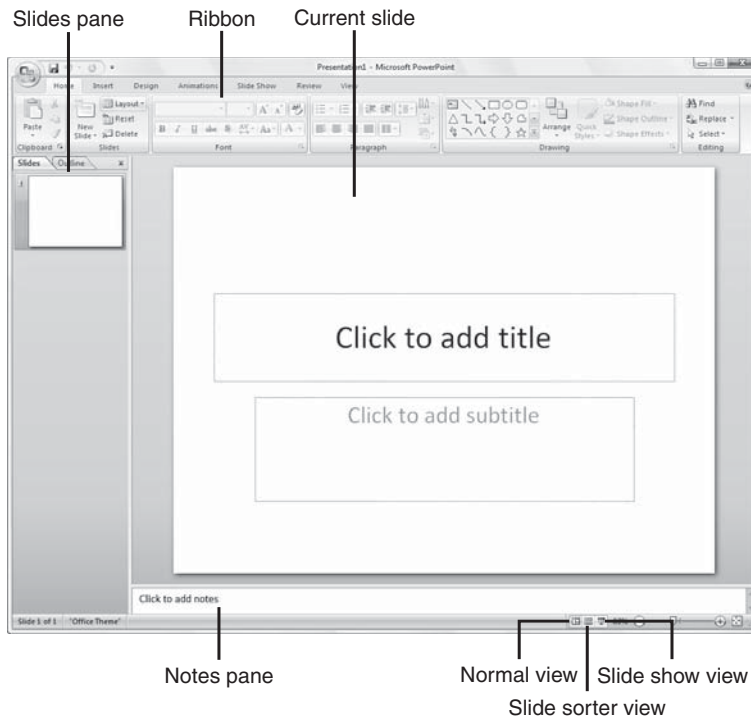 Slides pane
Ribbon
Current slide
Presentation1 - Microsoft PowerPoint
Home Insert Design Animations Slide Show Review View
Layout
Shape Fill
Find
Reset
Shape Outline
Replace
Paste New Slide Delete
Arrange Quick Styles Shape Effects
Select
Clipboard Slides Font Paragraph Drawing Editing
Slides Outline
1
Click to add title
Click to add subtitle
Click to add notes
Slide 1 of 1 "Office Theme"
Notes pane
Normal view
Slide show view
Slide sorter view